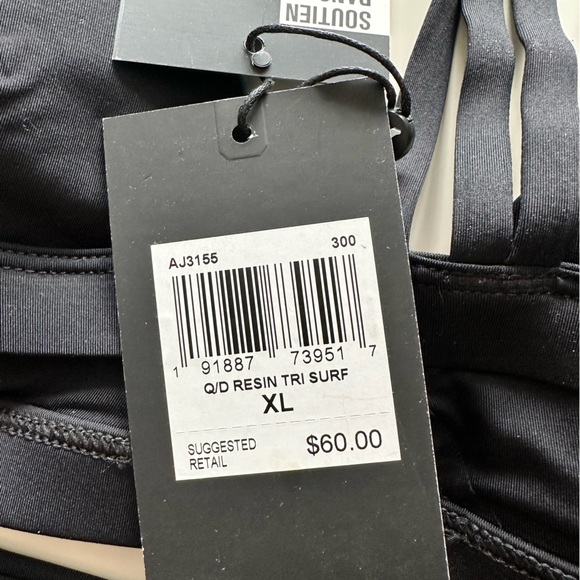 SOUTIEN
AJ3155 300
1 91887 73951 7
Q/D RESIN TRI SURF
XL
SUGGESTED
RETAIL $60.00